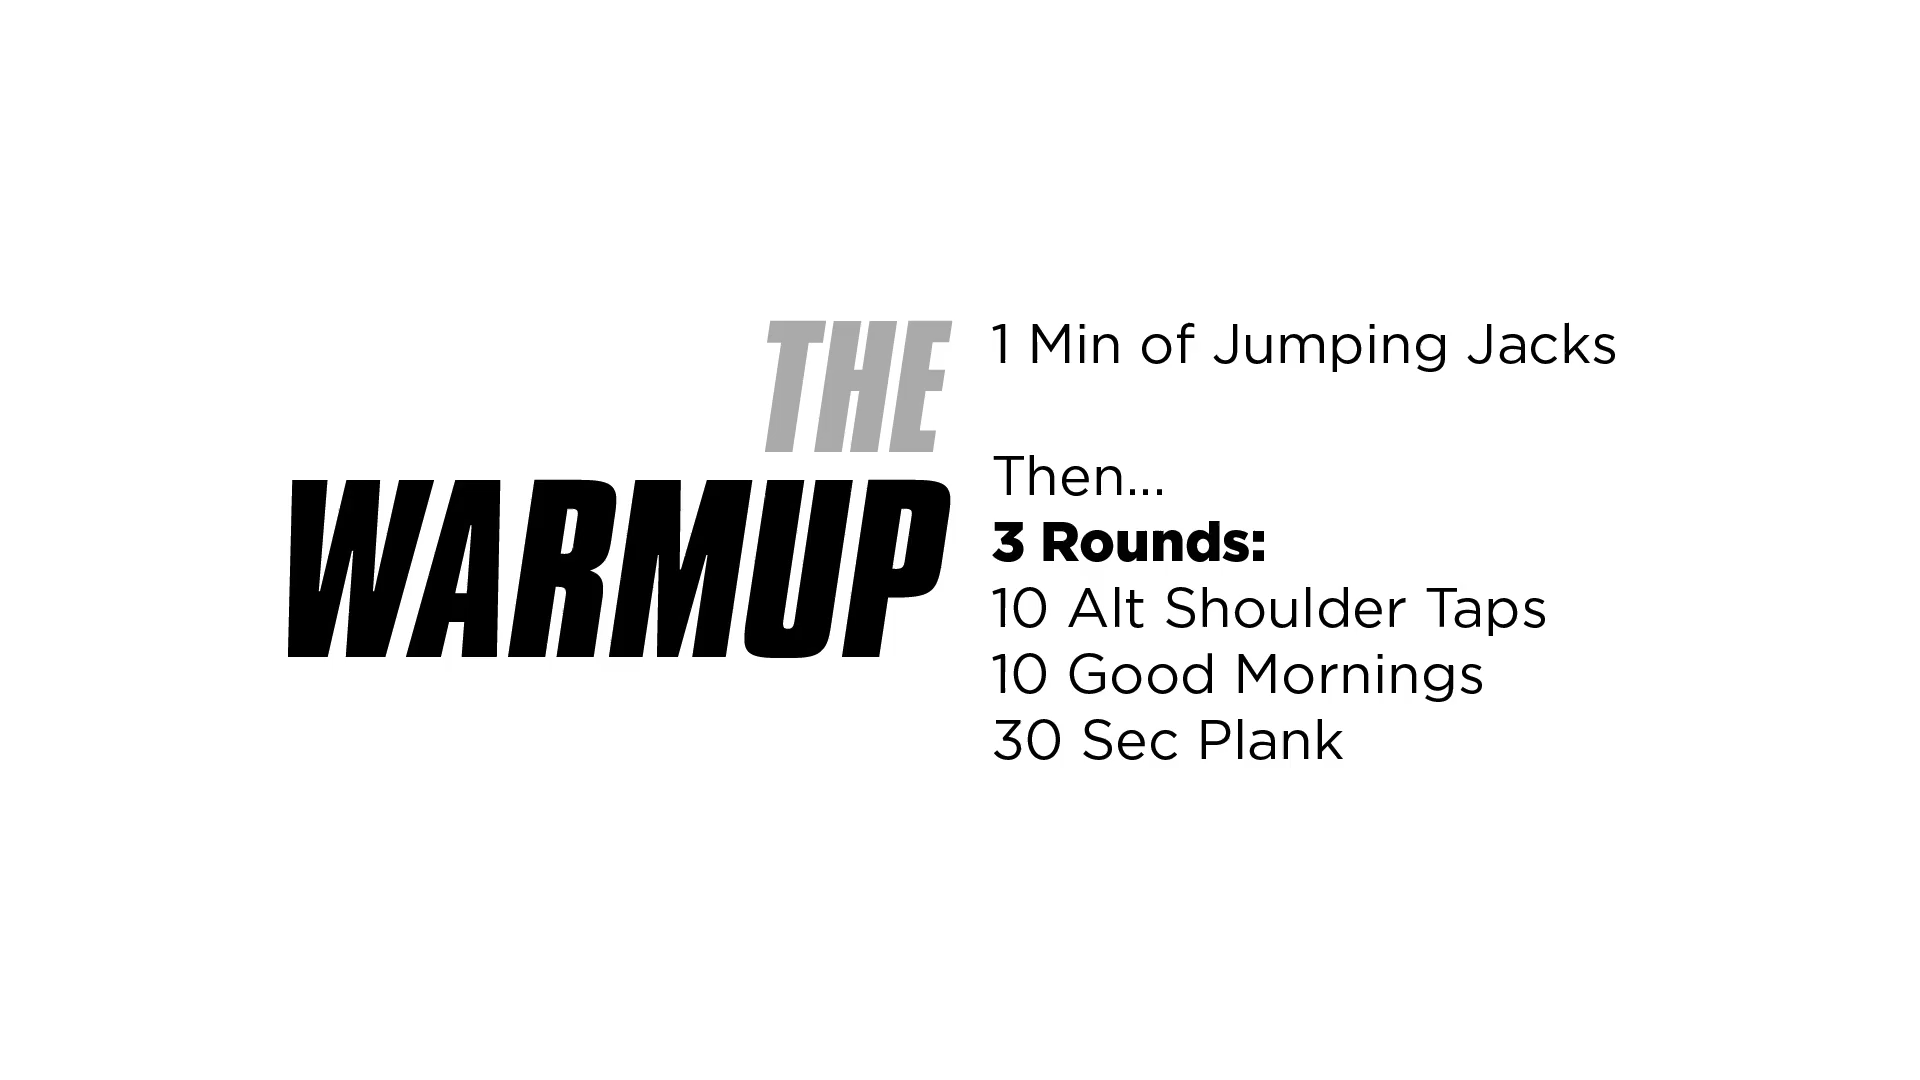 THE
WARMUP
1 Min of Jumping Jacks
Then...
3 Rounds:
10 Alt Shoulder Taps
10 Good Mornings
30 Sec Plank